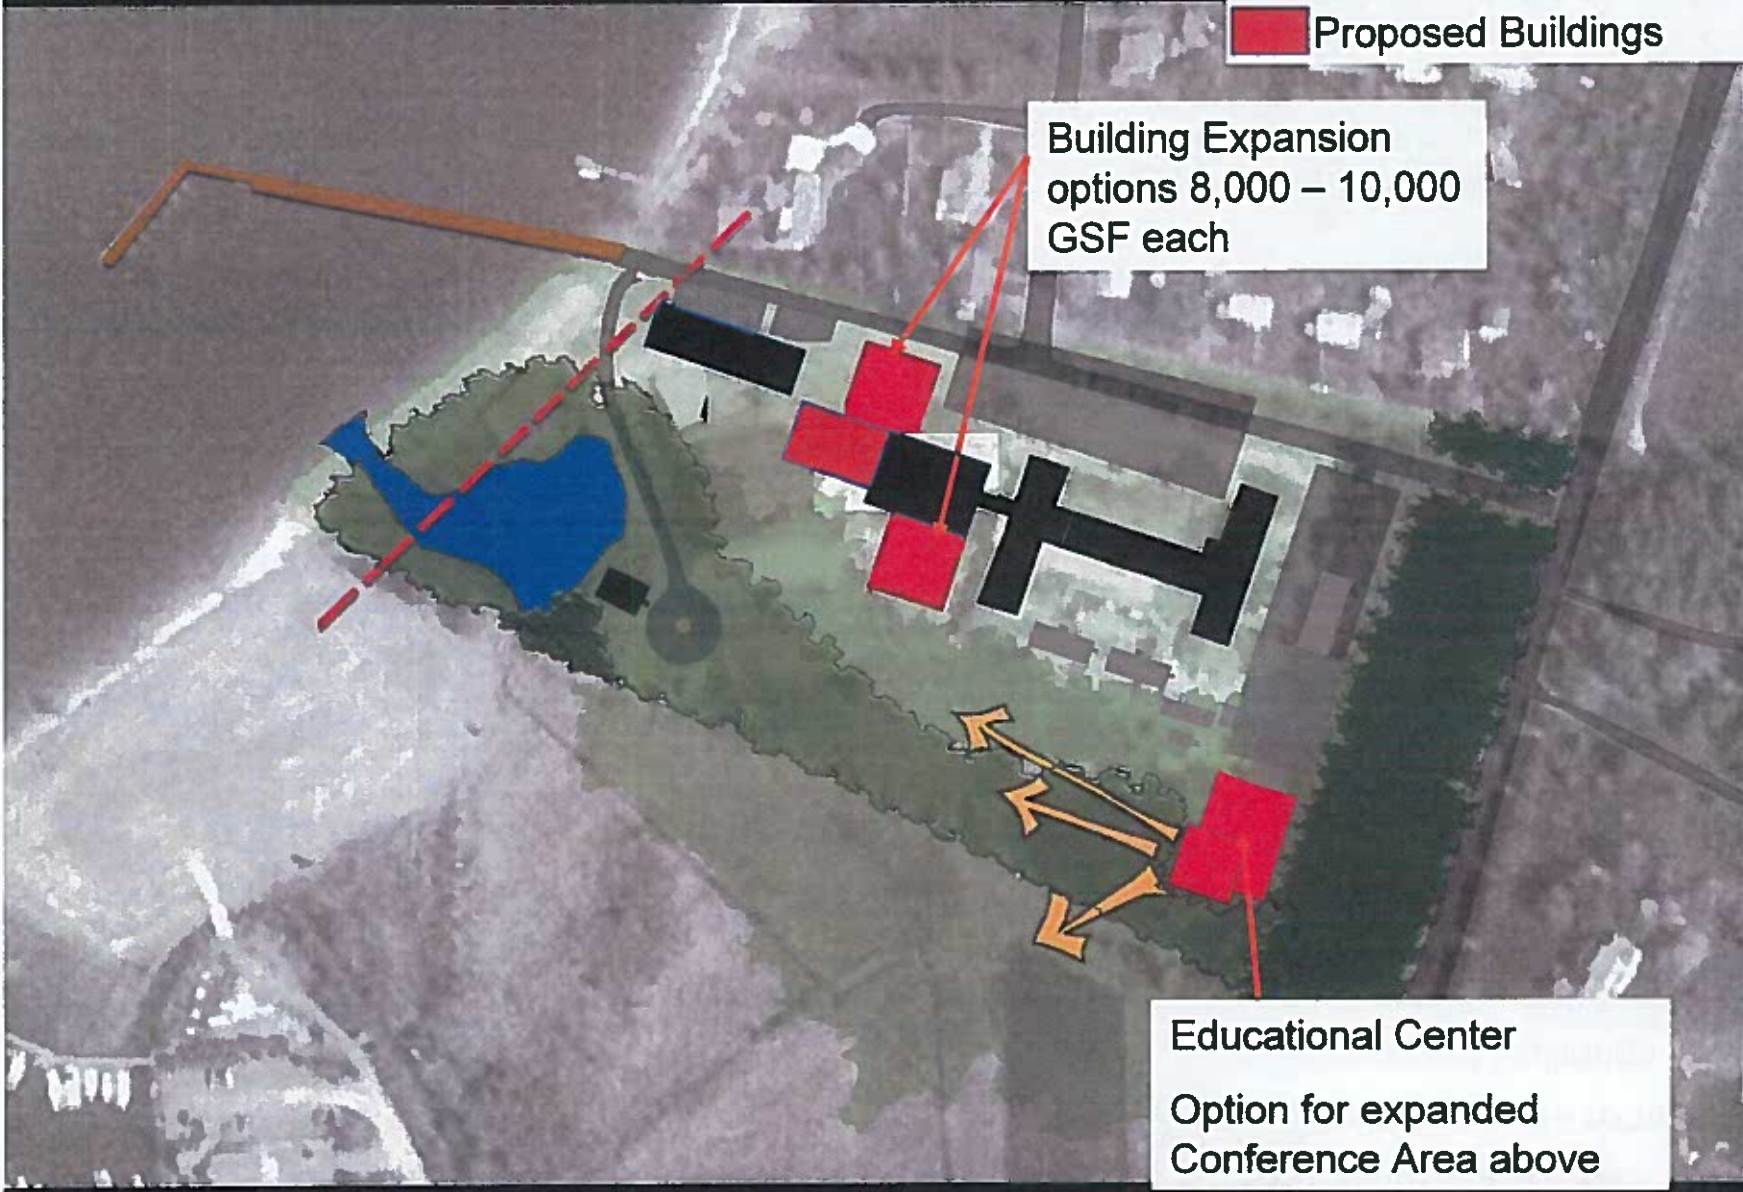 Proposed Buildings
Building Expansion
options 8,000 – 10,000
GSF each
Educational Center
Option for expanded
Conference Area above